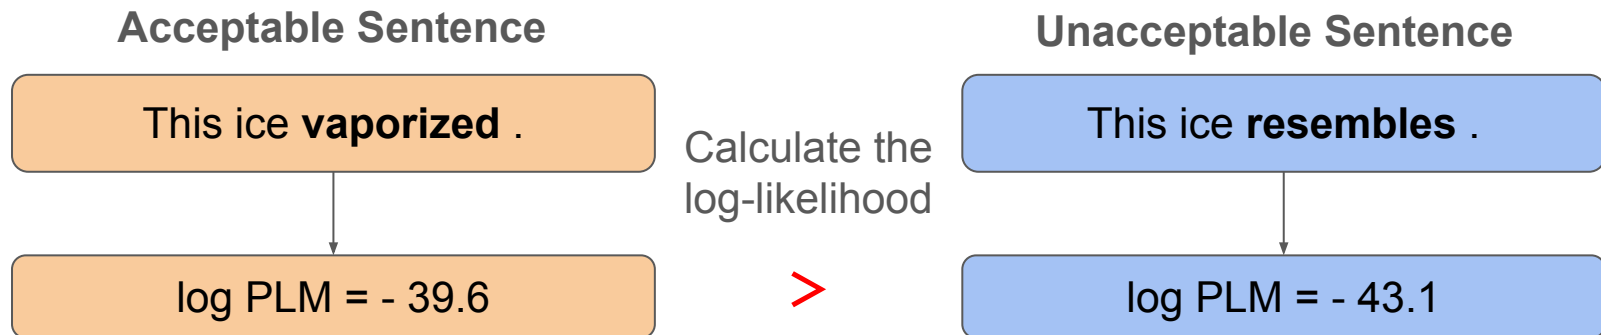 Acceptable Sentence
Unacceptable Sentence
This ice vaporized .
This ice resembles .
Calculate the
log-likelihood
log PLM = - 39.6
>
log PLM = - 43.1